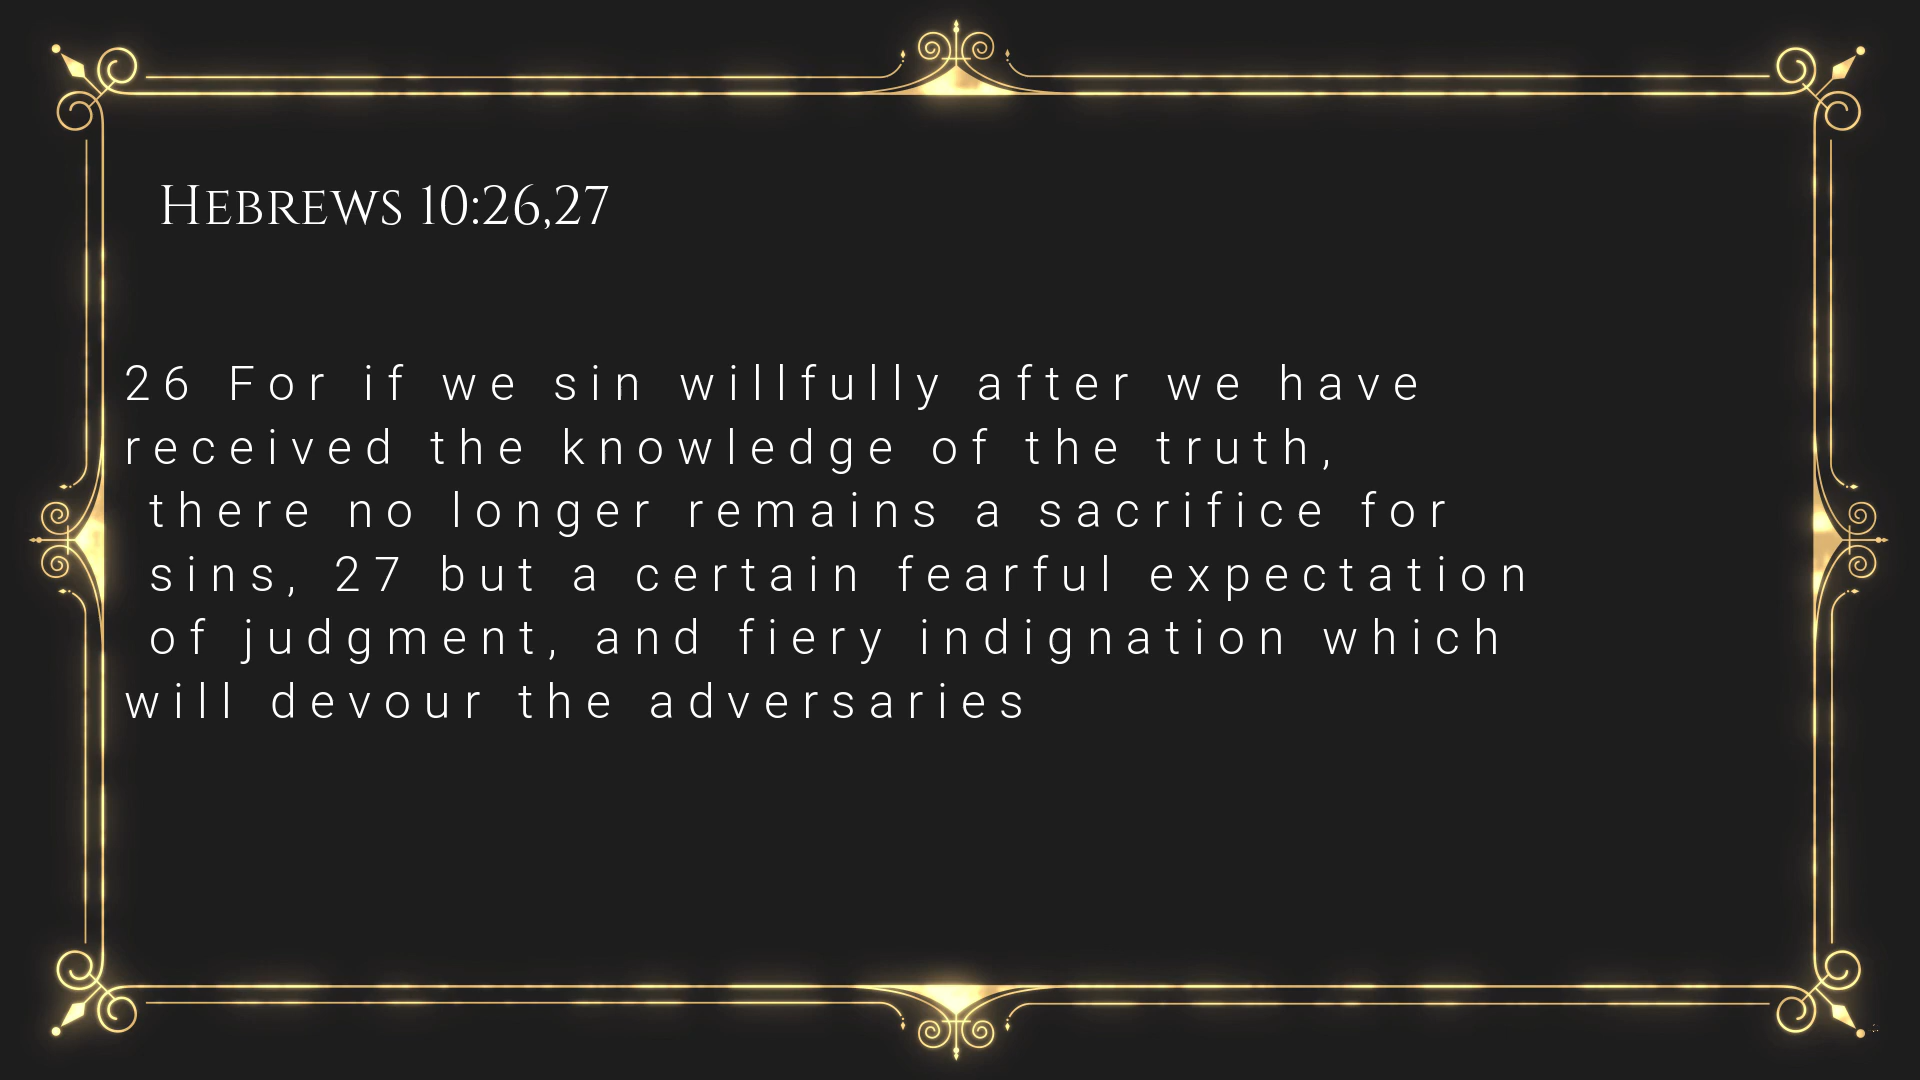 Hebrews 10:26,27
26 For if we sin willfully after we have
received the knowledge of the truth,
there no longer remains a sacrifice for
sins, 27 but a certain fearful expectation
of judgment, and fiery indignation which
will devour the adversaries